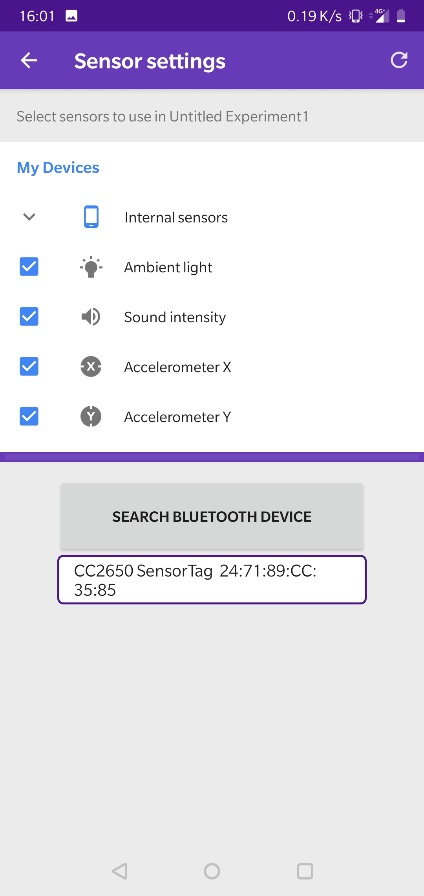 16:01 0.19 K/s 4G+
Sensor settings
Select sensors to use in Untitled Experiment1
My Devices
Internal sensors
Ambient light
Sound intensity
X Accelerometer X
Y Accelerometer Y
SEARCH BLUETOOTH DEVICE
CC2650 SensorTag 24:71:89:CC:
35:85